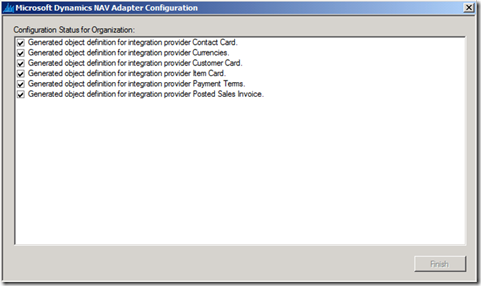 Microsoft Dynamics NAV Adapter Configuration
Configuration Status for Organization:
Generated object definition for integration provider Contact Card.
Generated object definition for integration provider Currencies.
Generated object definition for integration provider Customer Card.
Generated object definition for integration provider Item Card.
Generated object definition for integration provider Payment Terms.
Generated object definition for integration provider Posted Sales Invoice.
Finish